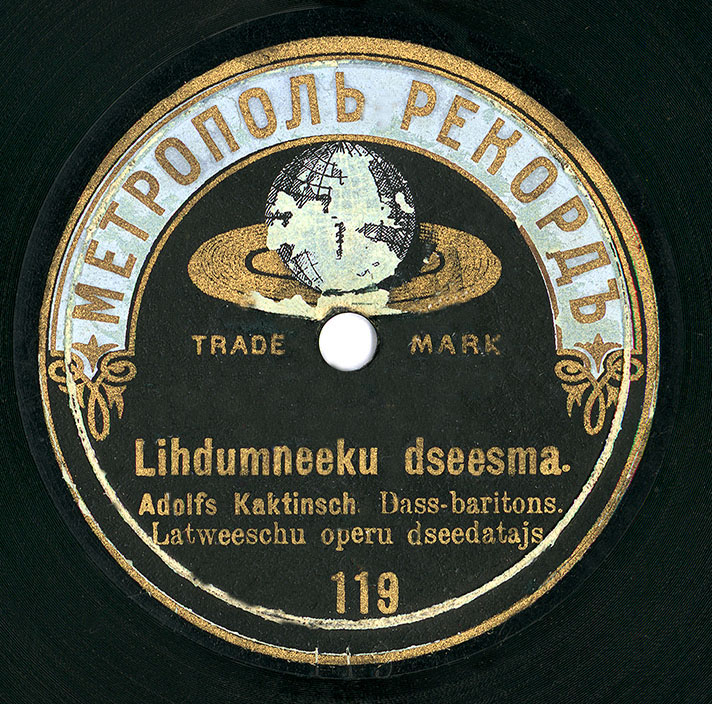 МЕТРОПОЛЬ РЕКОРДЪ
TRADE MARK
Lihdumneeku dseesma.
Adolfs Kaktinsch. Dass-baritons.
Latweeschu operu dseedatajs.
119